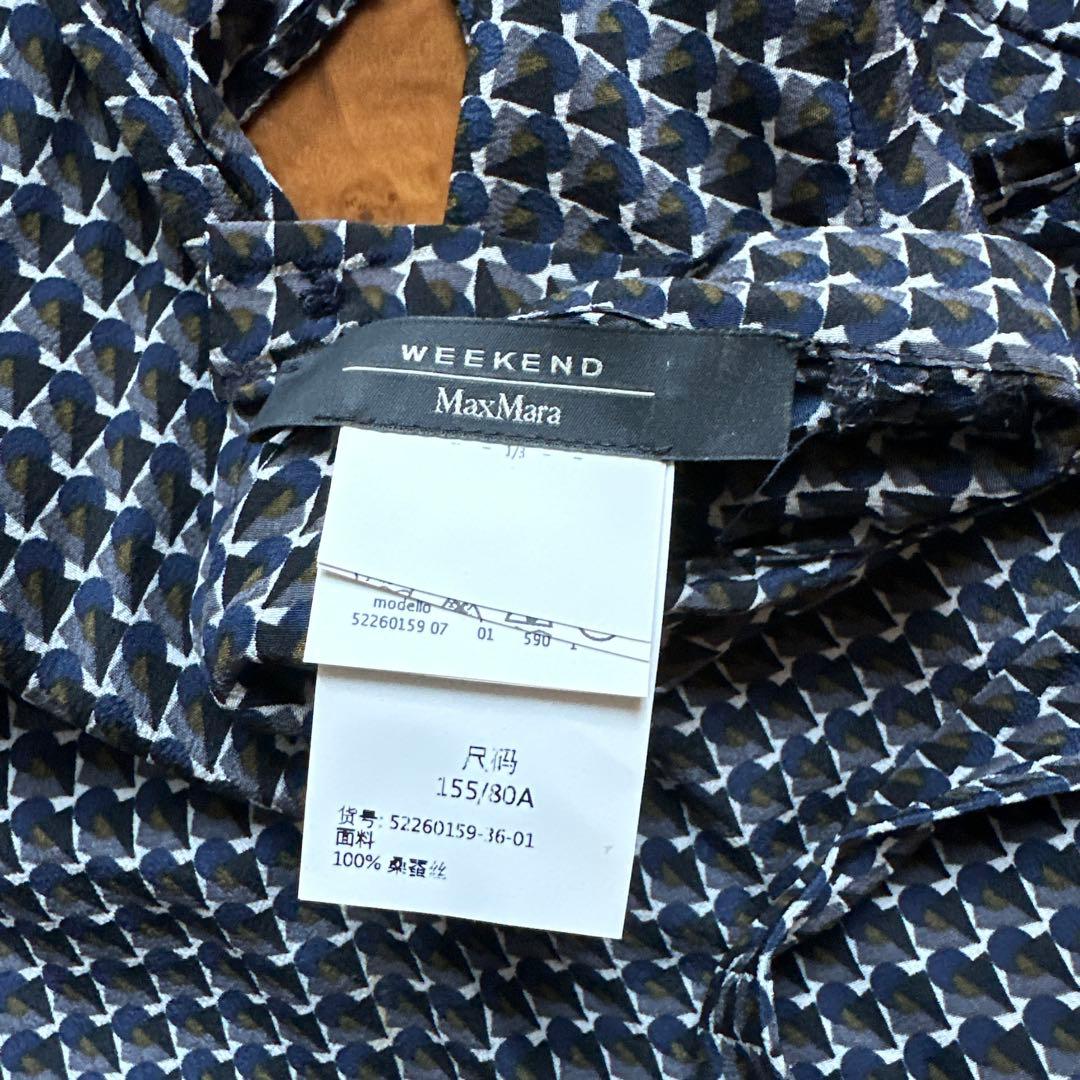 WEEKEND
MaxMara
1/3
modello
52260159 07 01 590 1
尺码
155/80A
货号: 52260159-36-01
面料
100% 桑蚕丝